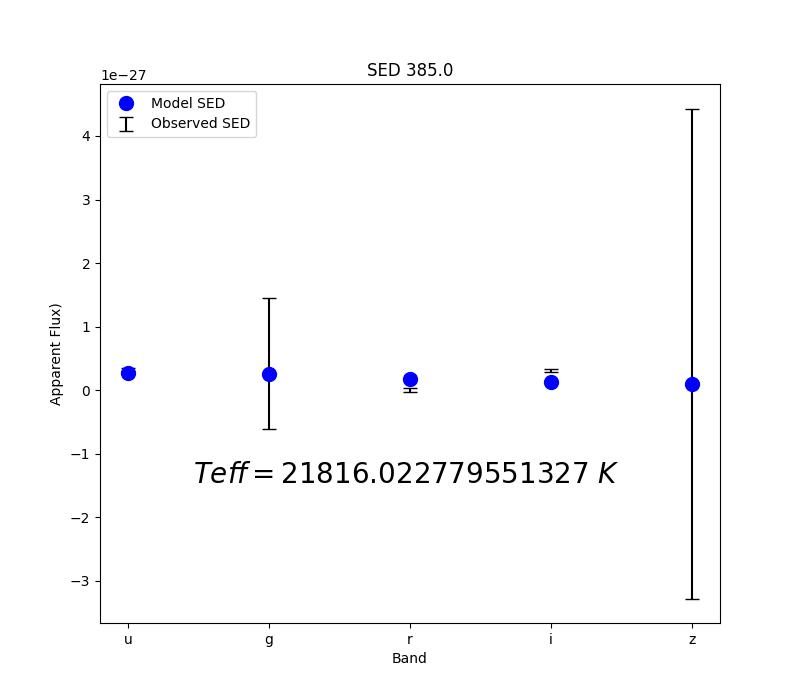 SED 385.0
1e−27
Model SED
Observed SED
4
3
2
1
0
−1
−2
−3
Apparent Flux)
Teff = 21816.022779551327 K
u g r i z
Band